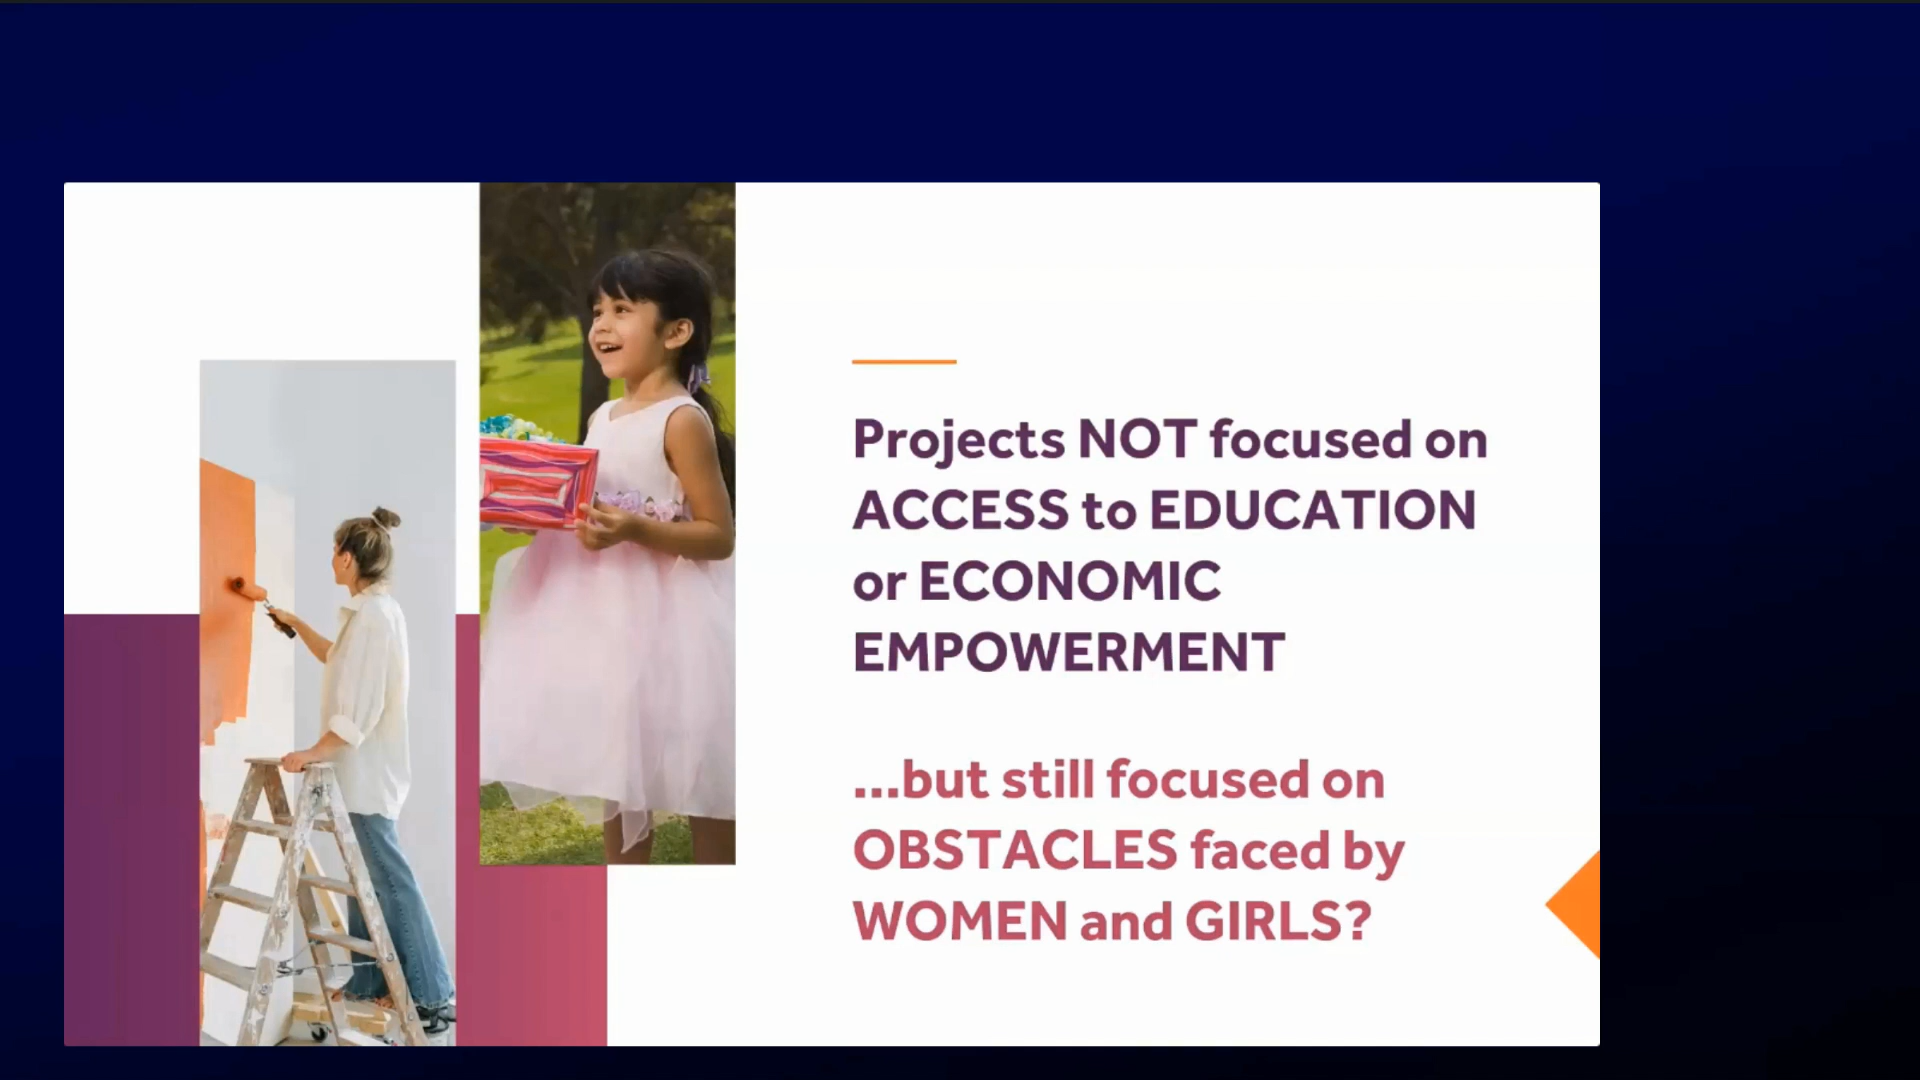 Projects NOT focused on
ACCESS to EDUCATION
or ECONOMIC
EMPOWERMENT
...but still focused on
OBSTACLES faced by
WOMEN and GIRLS?